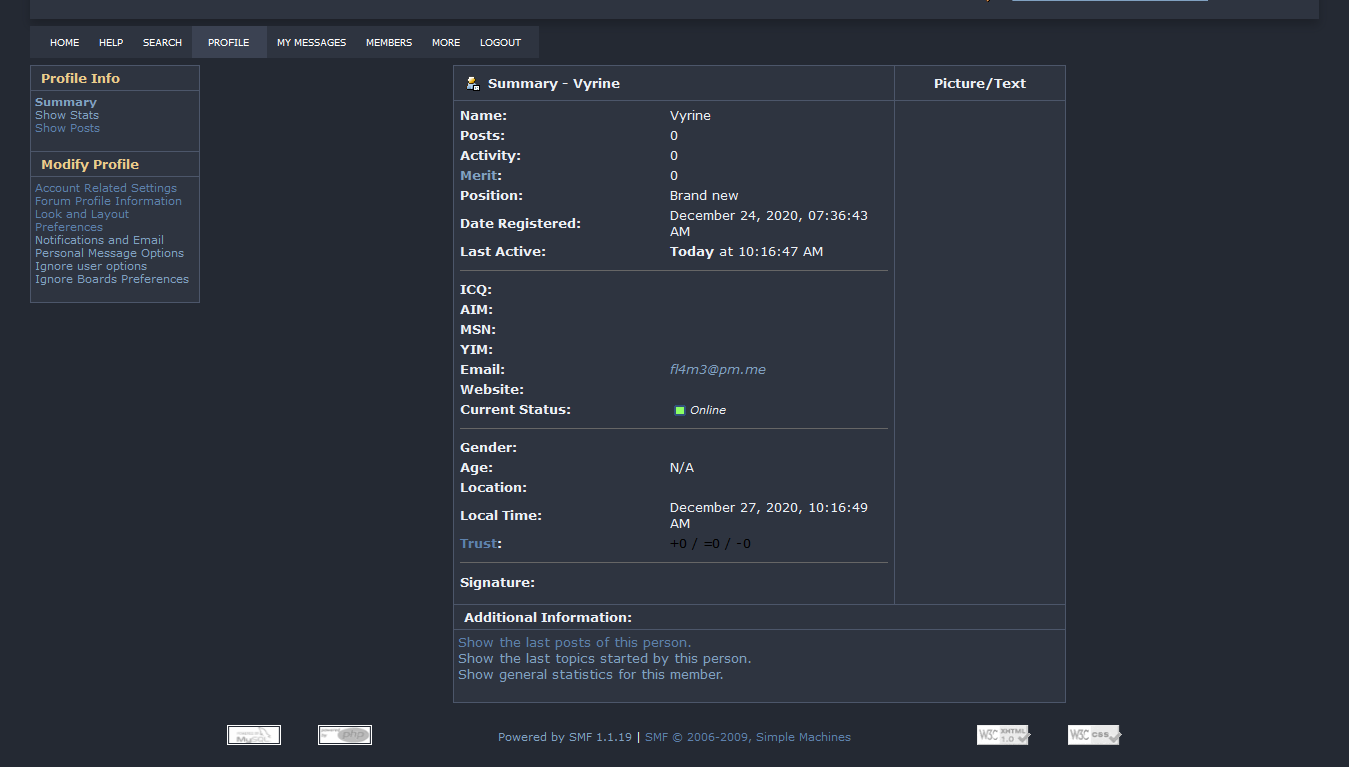 HOME HELP SEARCH PROFILE MY MESSAGES MEMBERS MORE LOGOUT
Profile Info
Summary
Show Stats
Show Posts
Modify Profile
Account Related Settings
Forum Profile Information
Look and Layout
Preferences
Notifications and Email
Personal Message Options
Ignore user options
Ignore Boards Preferences
Summary - Vyrine
Picture/Text
Name: Vyrine
Posts: 0
Activity: 0
Merit: 0
Position: Brand new
Date Registered: December 24, 2020, 07:36:43
AM
Last Active: Today at 10:16:47 AM
ICQ:
AIM:
MSN:
YIM:
Email: fl4m3@pm.me
Website:
Current Status: Online
Gender:
Age: N/A
Location:
Local Time: December 27, 2020, 10:16:49
AM
Trust: +0 / =0 / -0
Signature:
Additional Information:
Show the last posts of this person.
Show the last topics started by this person.
Show general statistics for this member.
MySQL
powered by php
Powered by SMF 1.1.19 | SMF © 2006-2009, Simple Machines
W3C XHTML 1.0
W3C css